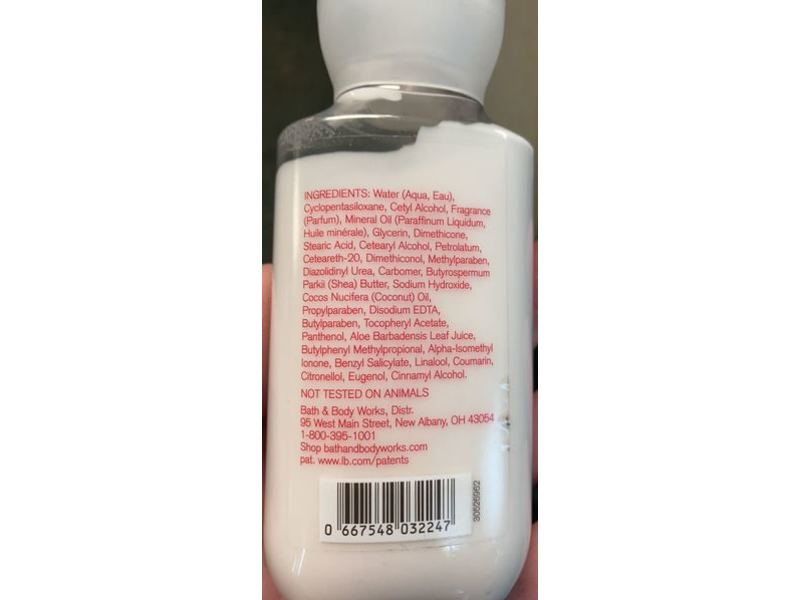 INGREDIENTS: Water (Aqua, Eau),
Cyclopentasiloxane, Cetyl Alcohol, Fragrance
(Parfum), Mineral Oil (Paraffinum Liquidum,
Huile minérale), Glycerin, Dimethicone,
Stearic Acid, Cetearyl Alcohol, Petrolatum,
Ceteareth-20, Dimethiconol, Methylparaben,
Diazolidinyl Urea, Carbomer, Butyrospermum
Parkii (Shea) Butter, Sodium Hydroxide,
Cocos Nucifera (Coconut) Oil,
Propylparaben, Disodium EDTA,
Butylparaben, Tocopheryl Acetate,
Panthenol, Aloe Barbadensis Leaf Juice,
Butylphenyl Methylpropional, Alpha-Isomethyl
Ionone, Benzyl Salicylate, Linalool, Coumarin,
Citronellol, Eugenol, Cinnamyl Alcohol.
NOT TESTED ON ANIMALS
Bath & Body Works, Distr.
95 West Main Street, New Albany, OH 43054
1-800-395-1001
Shop bathandbodyworks.com
pat. www.lb.com/patents
0 667548 032247
30526962